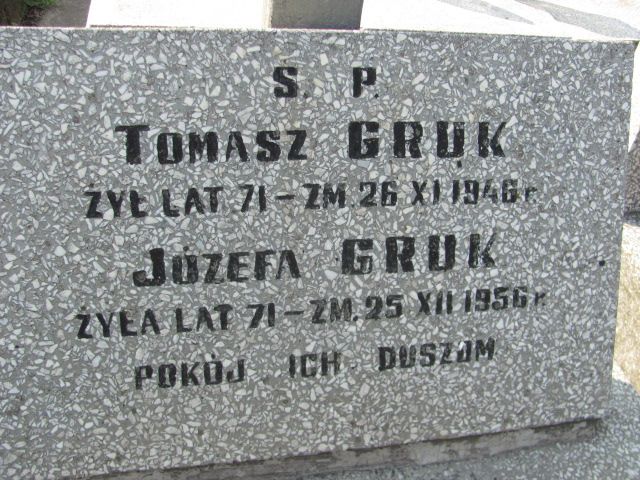 S. P.
TOMASZ GRUK
ŻYŁ LAT 71 – ZM. 26 XI 1946 r.
JÓZEFA GRUK
ŻYŁA LAT 71 – ZM. 25 XII 1956 r.
POKÓJ ICH DUSZOM